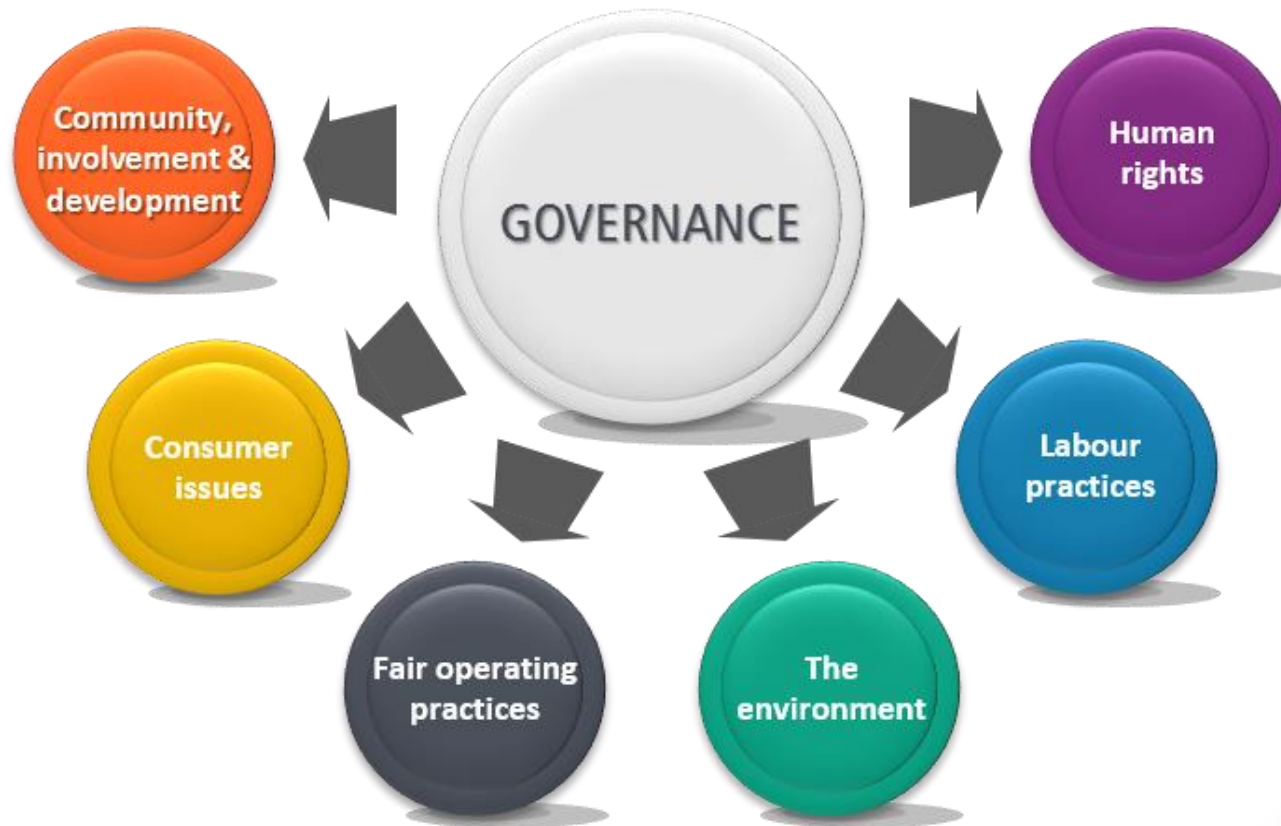 GOVERNANCE
Community,
involvement &
development
Human
rights
Consumer
issues
Labour
practices
Fair operating
practices
The
environment